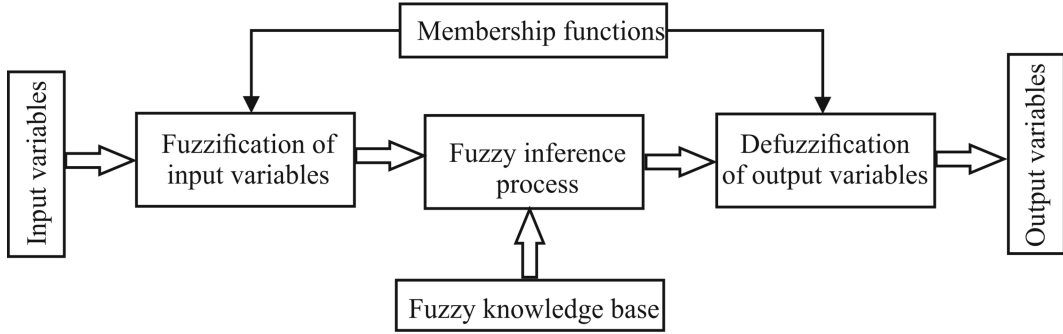 Membership functions
Input variables
Fuzzification of
input variables
Fuzzy inference
process
Defuzzification
of output variables
Output variables
Fuzzy knowledge base